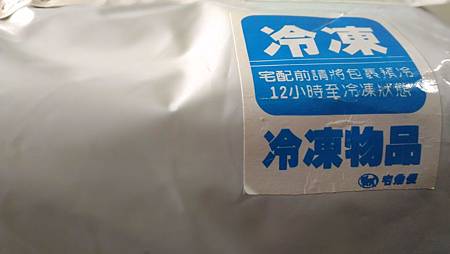 冷凍
宅配前請將包裹預冷
12小時至冷凍狀態
冷凍物品
宅急便